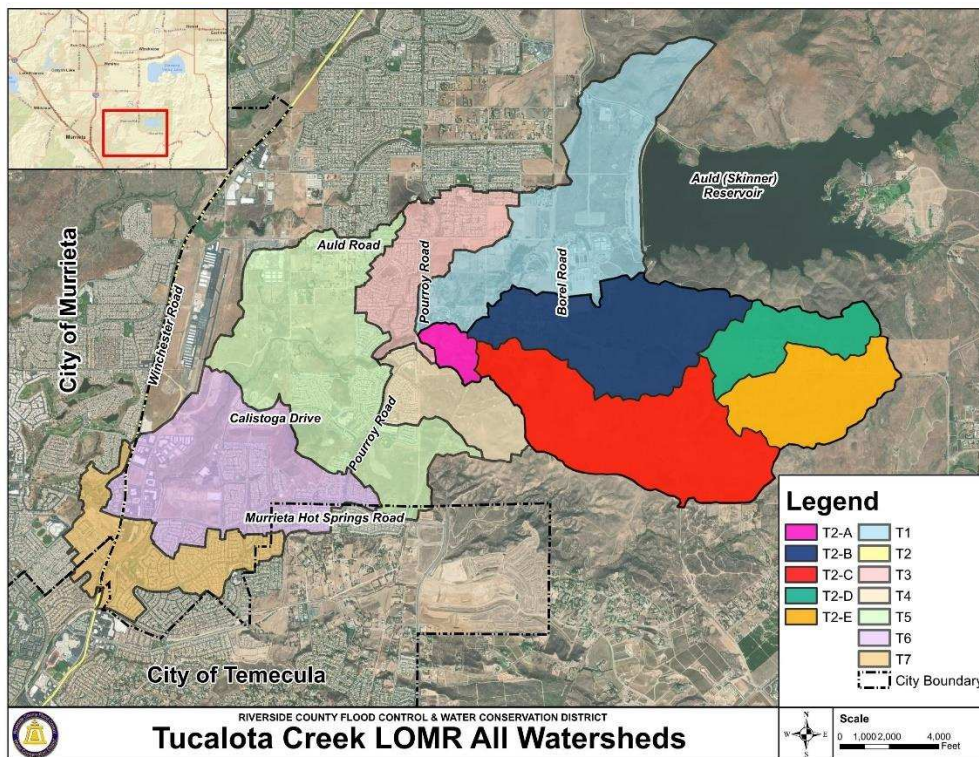 Auld (Skinner)
Reservoir
City of Murrieta
Winchester Road
Auld Road
Pourroy Road
Borel Road
Calistoga Drive
Pourroy Road
Murrieta Hot Springs Road
City of Temecula
Legend
T2-A
T2-B
T2-C
T2-D
T2-E
T1
T2
T3
T4
T5
T6
T7
City Boundary
RIVERSIDE COUNTY FLOOD CONTROL & WATER CONSERVATION DISTRICT
Tucalota Creek LOMR All Watersheds
N
W
E
S
Scale
0 1,000 2,000 4,000
Feet
Murrieta